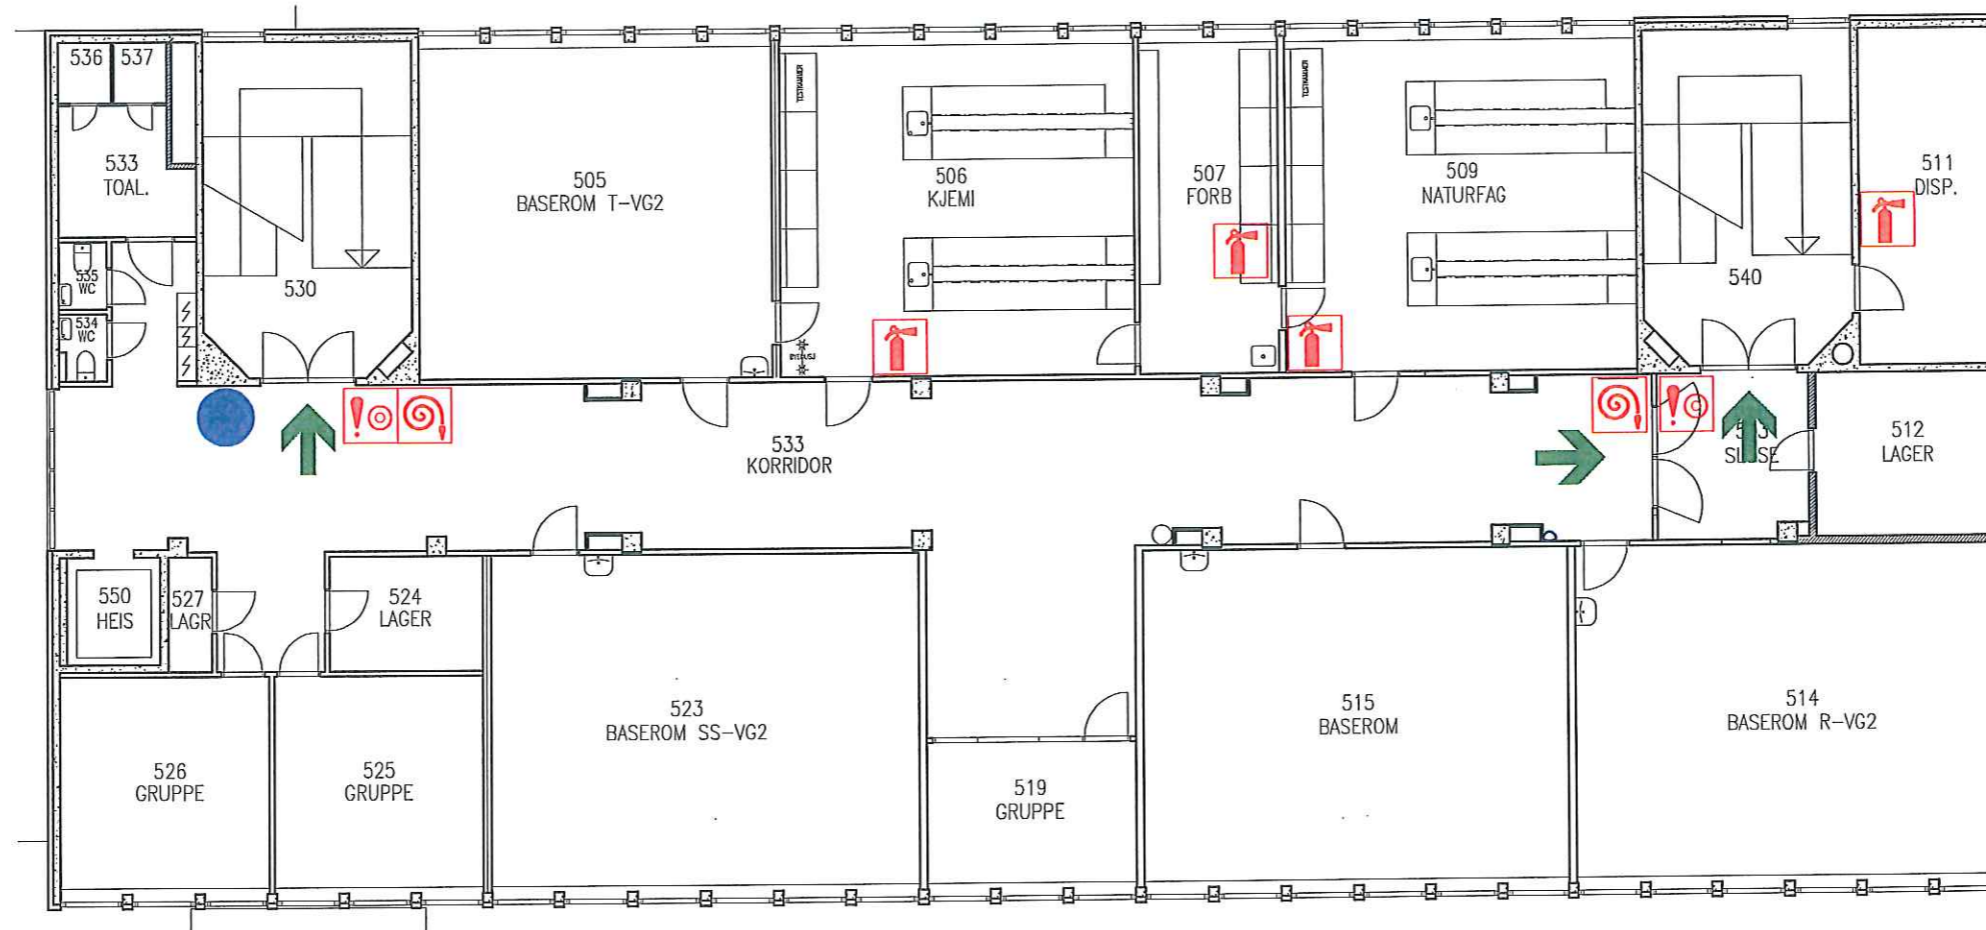 536 537
533
TOAL.
535
WC
534
WC
530
505
BASEROM T-VG2
TESTKAMMER
506
KJEMI
507
FORB
TESTKAMMER
509
NATURFAG
540
511
DISP.
533
KORRIDOR
512
LAGER
550
HEIS
527
LAGR
524
LAGER
526
GRUPPE
525
GRUPPE
523
BASEROM SS-VG2
519
GRUPPE
515
BASEROM
514
BASEROM R-VG2